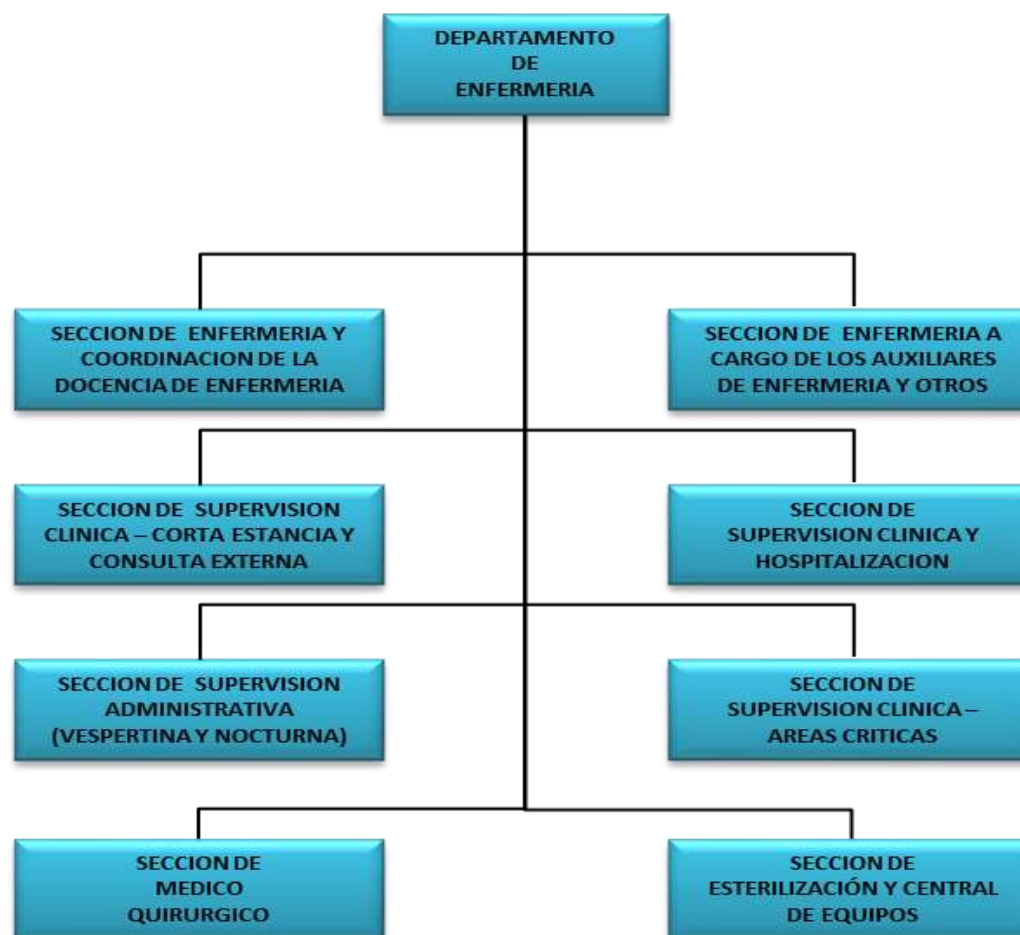 DEPARTAMENTO
DE
ENFERMERIA
SECCION DE ENFERMERIA Y
COORDINACION DE LA
DOCENCIA DE ENFERMERIA
SECCION DE ENFERMERIA A
CARGO DE LOS AUXILIARES
DE ENFERMERIA Y OTROS
SECCION DE SUPERVISION
CLINICA – CORTA ESTANCIA Y
CONSULTA EXTERNA
SECCION DE
SUPERVISION CLINICA Y
HOSPITALIZACION
SECCION DE SUPERVISION
ADMINISTRATIVA
(VESPERTINA Y NOCTURNA)
SECCION DE
SUPERVISION CLINICA –
AREAS CRITICAS
SECCION DE
MEDICO
QUIRURGICO
SECCION DE
ESTERILIZACIÓN Y CENTRAL
DE EQUIPOS